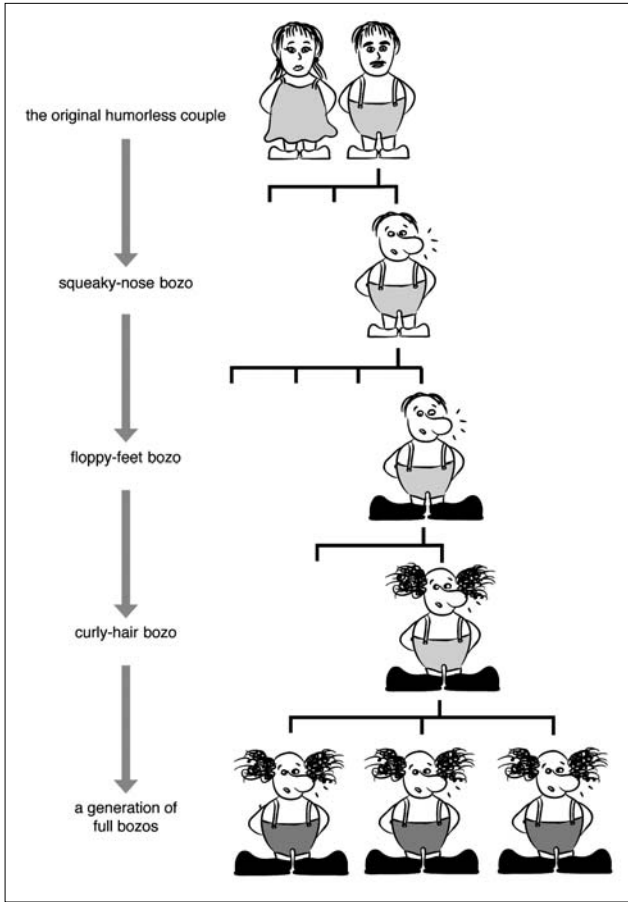 the original humorless couple
squeaky-nose bozo
floppy-feet bozo
curly-hair bozo
a generation of
full bozos